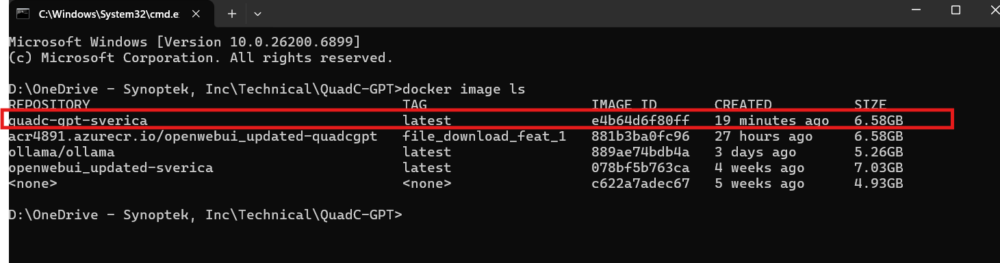 C:\Windows\System32\cmd.e
Microsoft Windows [Version 10.0.26200.6899]
(c) Microsoft Corporation. All rights reserved.
D:\OneDrive - Synoptek, Inc\Technical\QuadC-GPT>docker image ls
REPOSITORY TAG IMAGE ID CREATED SIZE
quadc-gpt-sverica latest e4b64d6f80ff 19 minutes ago 6.58GB
acr4891.azurecr.io/openwebui_updated-quadcgpt file_download_feat_1 881b3ba0fc96 27 hours ago 6.58GB
ollama/ollama latest 889ae74bdb4a 3 days ago 5.26GB
openwebui_updated-sverica latest 078bf5b763ca 4 weeks ago 7.03GB
<none> <none> c622a7adec67 5 weeks ago 4.93GB
D:\OneDrive - Synoptek, Inc\Technical\QuadC-GPT>